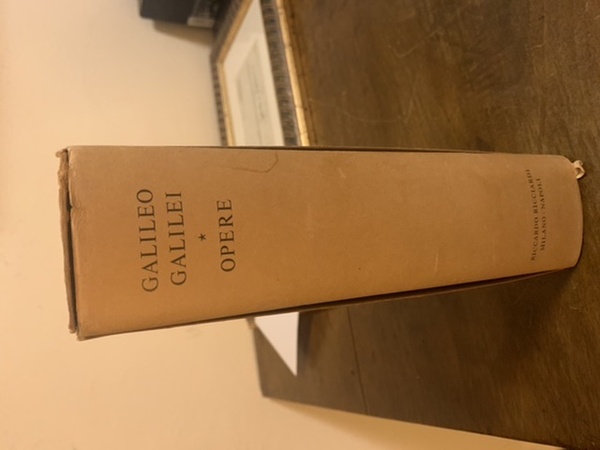 GALILEO
GALILEI
★
OPERE
RICCARDO RICCIARDI
MILANO · NAPOLI